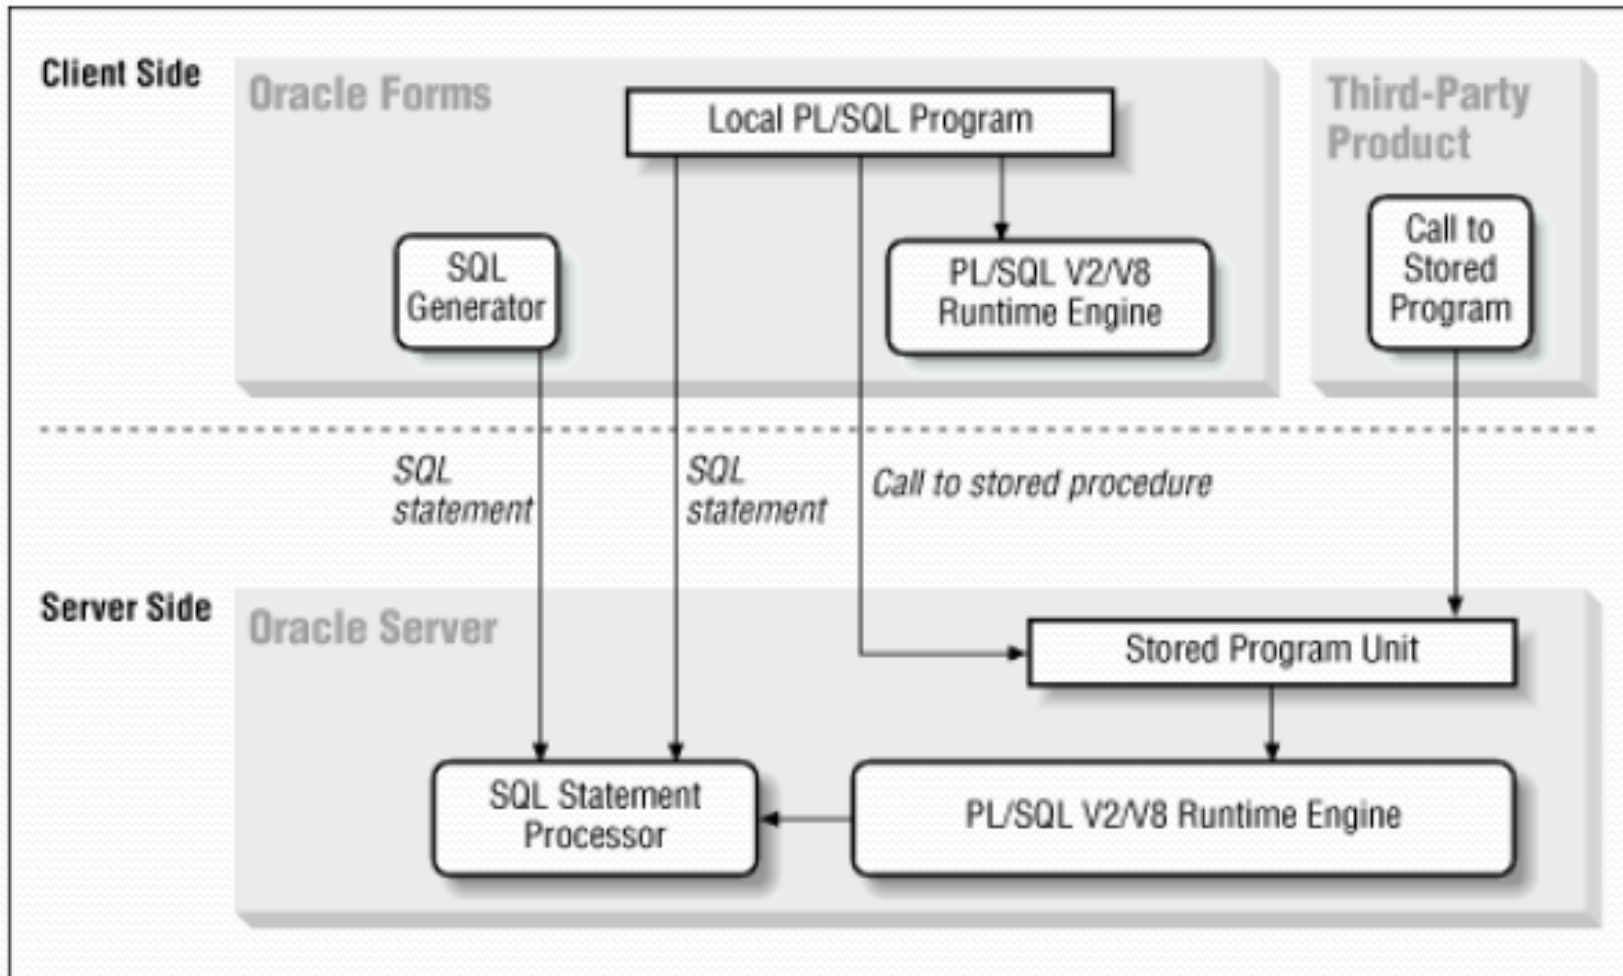 Client Side
Oracle Forms
Local PL/SQL Program
Third-Party
Product
SQL
Generator
PL/SQL V2/V8
Runtime Engine
Call to
Stored
Program
SQL
statement
SQL
statement
Call to stored procedure
Server Side
Oracle Server
Stored Program Unit
SQL Statement
Processor
PL/SQL V2/V8 Runtime Engine